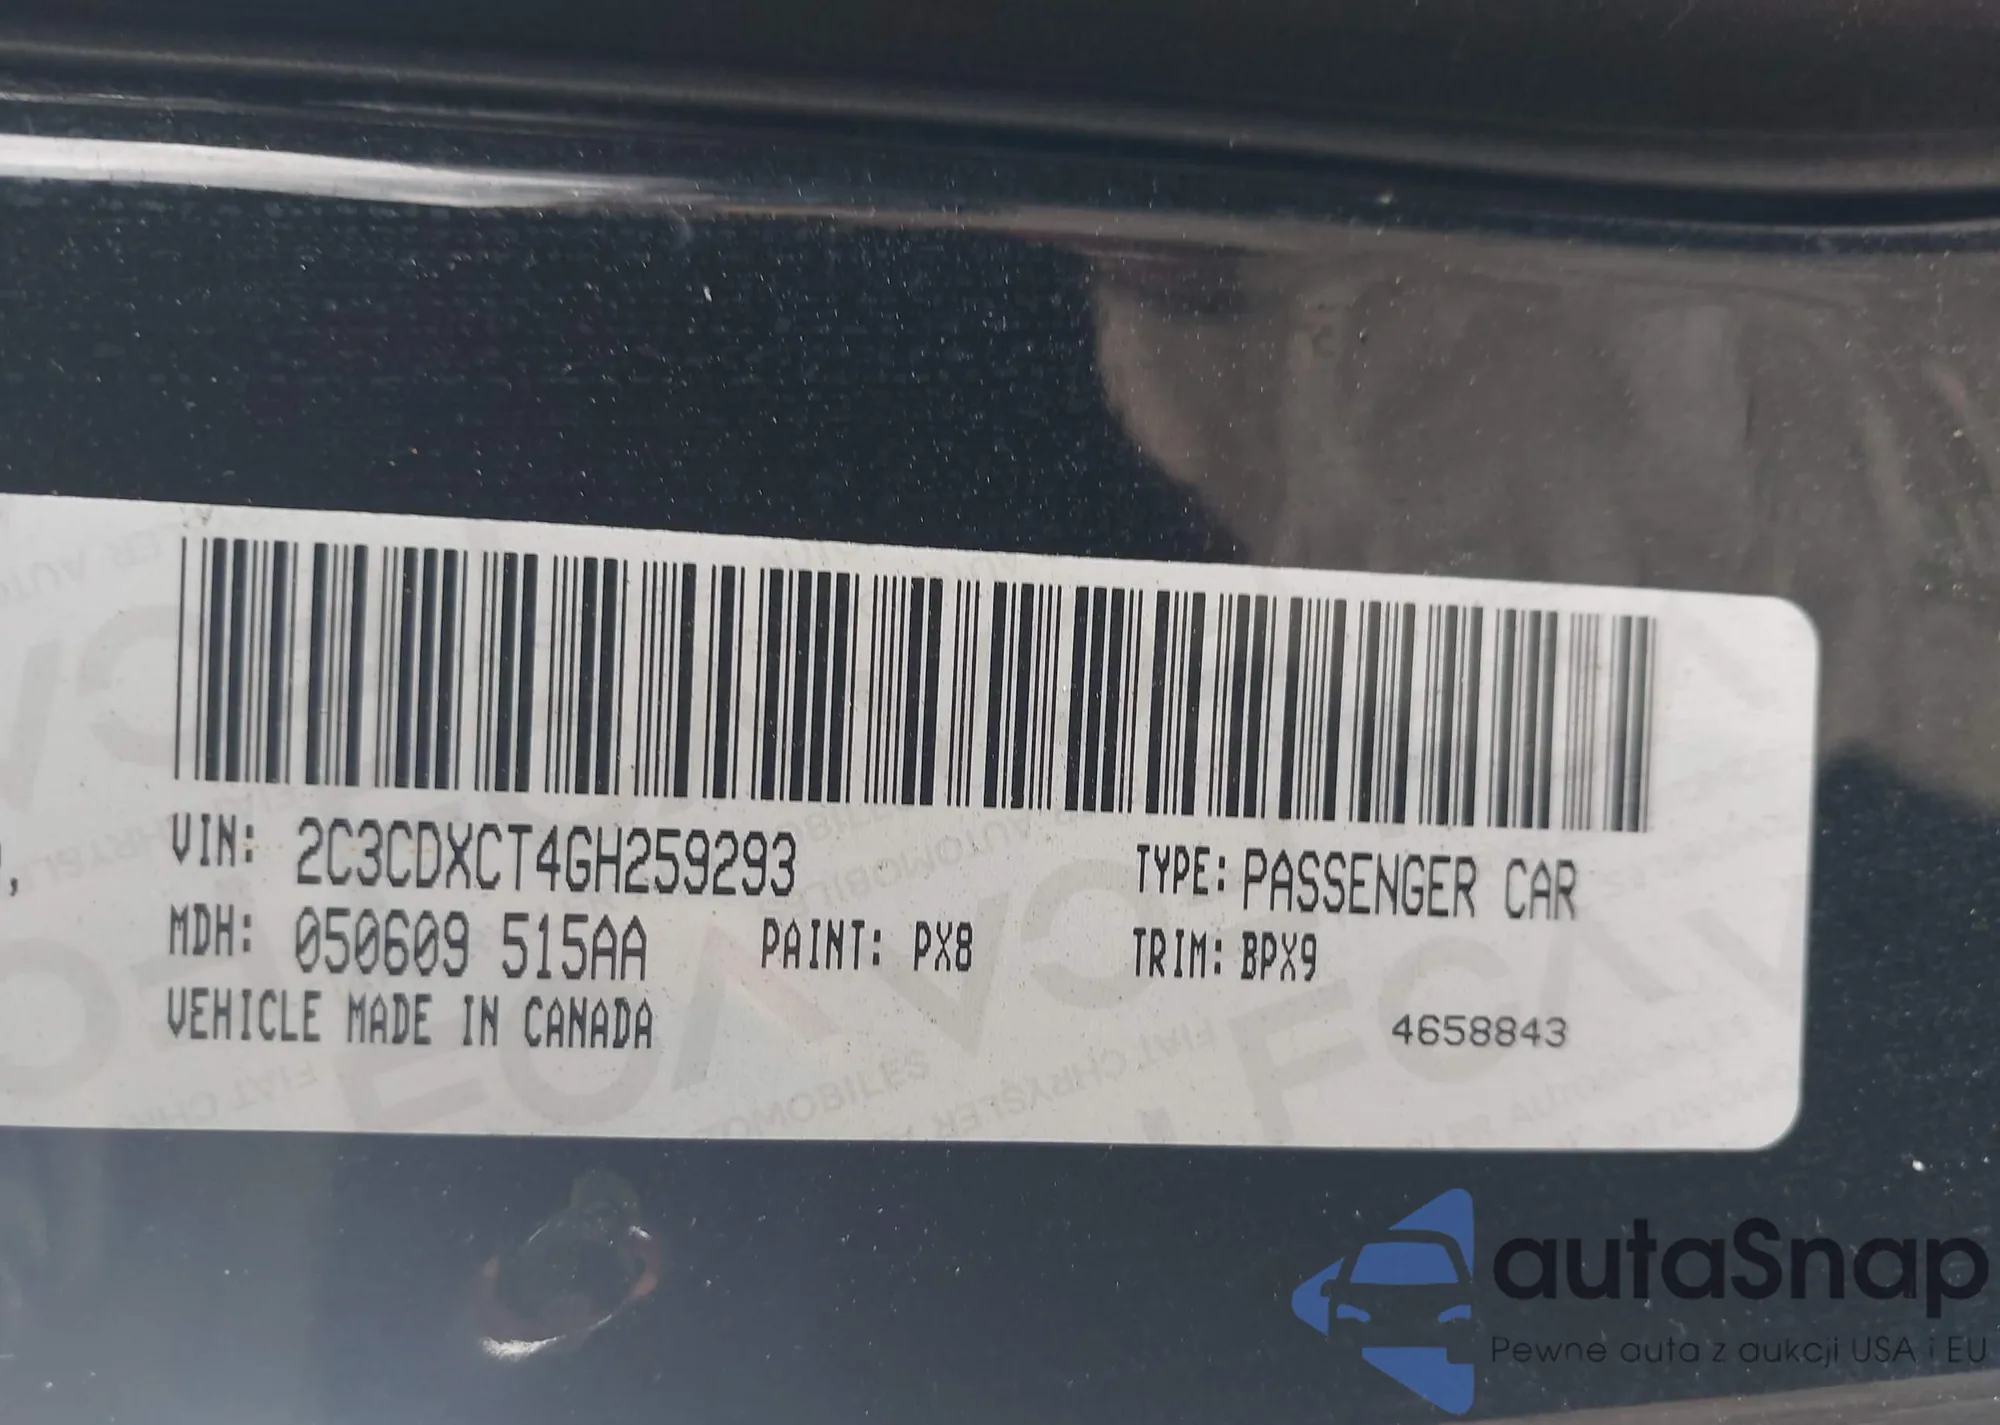 VIN: 2C3CDXCT4GH259293
TYPE: PASSENGER CAR
MDH: 050609 515AA
PAINT: PX8
TRIM: BPX9
VEHICLE MADE IN CANADA
4658843
autaSnap
Pewne auta z aukcji USA i EU